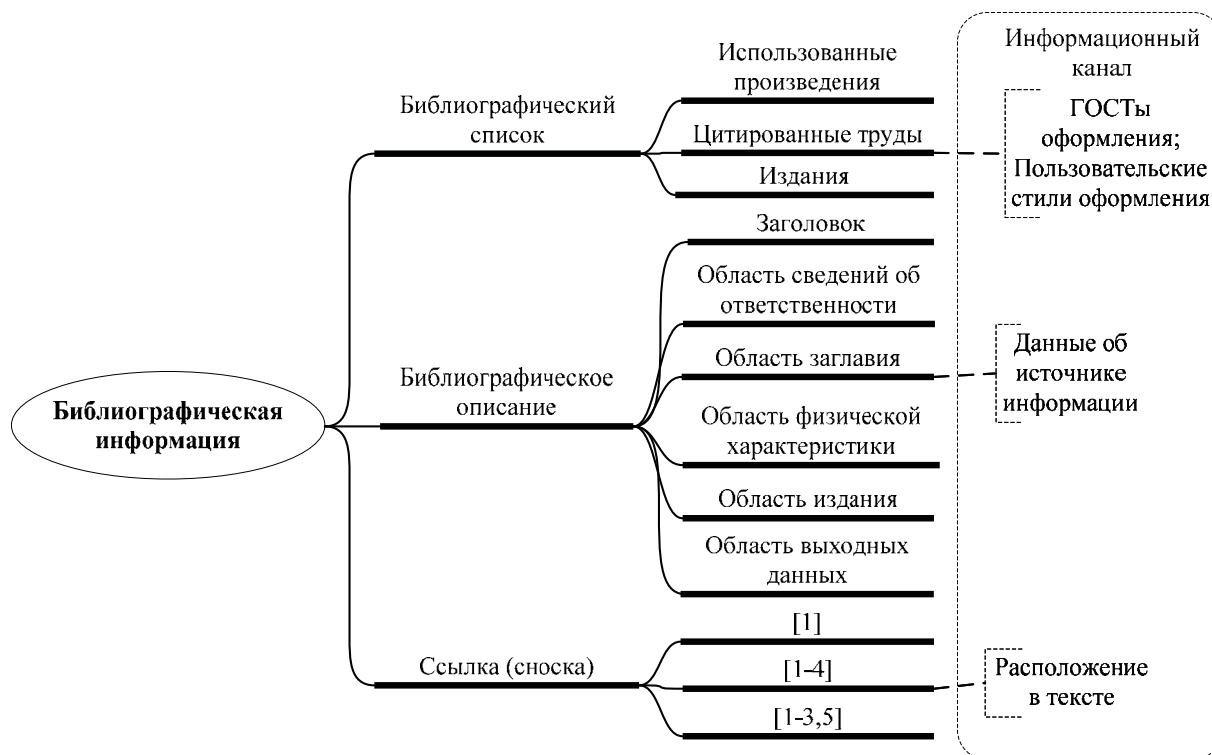 Информационный
канал
Использованные
произведения
Библиографический
список
Цитированные труды
Издания
ГОСТы
оформления;
Пользовательские
стили оформления
Заголовок
Область сведений об
ответственности
Область заглавия
Область физической
характеристики
Область издания
Область выходных
данных
Библиографическое
описание
Данные об
источнике
информации
Библиографическая
информация
[1]
[1-4]
[1-3,5]
Ссылка (сноска)
Расположение
в тексте